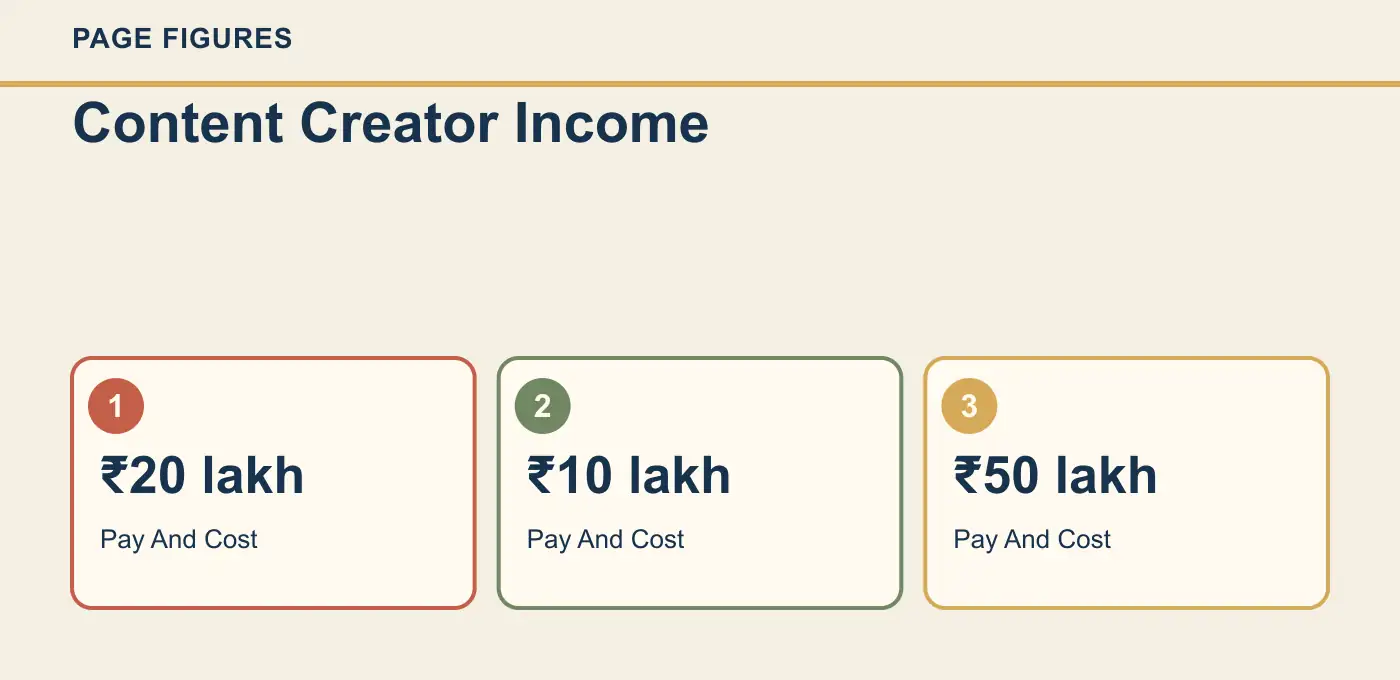 PAGE FIGURES
Content Creator Income
1
₹20 lakh
Pay And Cost
2
₹10 lakh
Pay And Cost
3
₹50 lakh
Pay And Cost